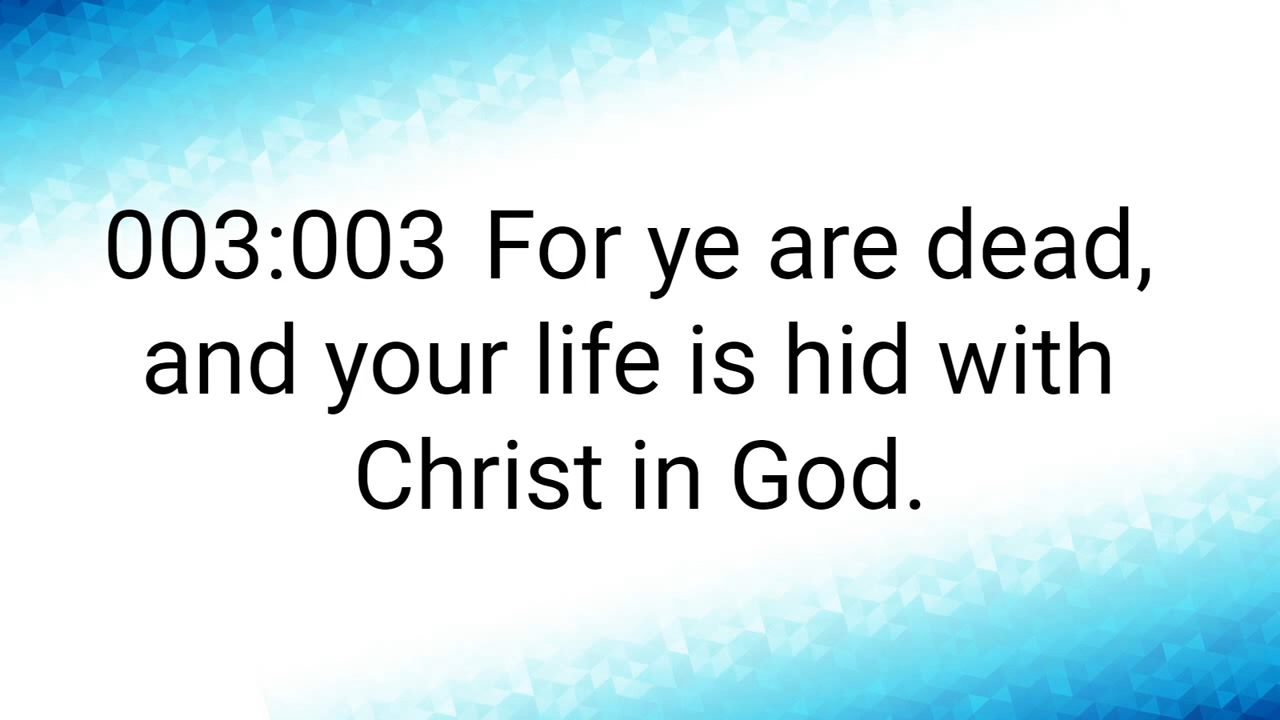 003:003 For ye are dead,
and your life is hid with
Christ in God.